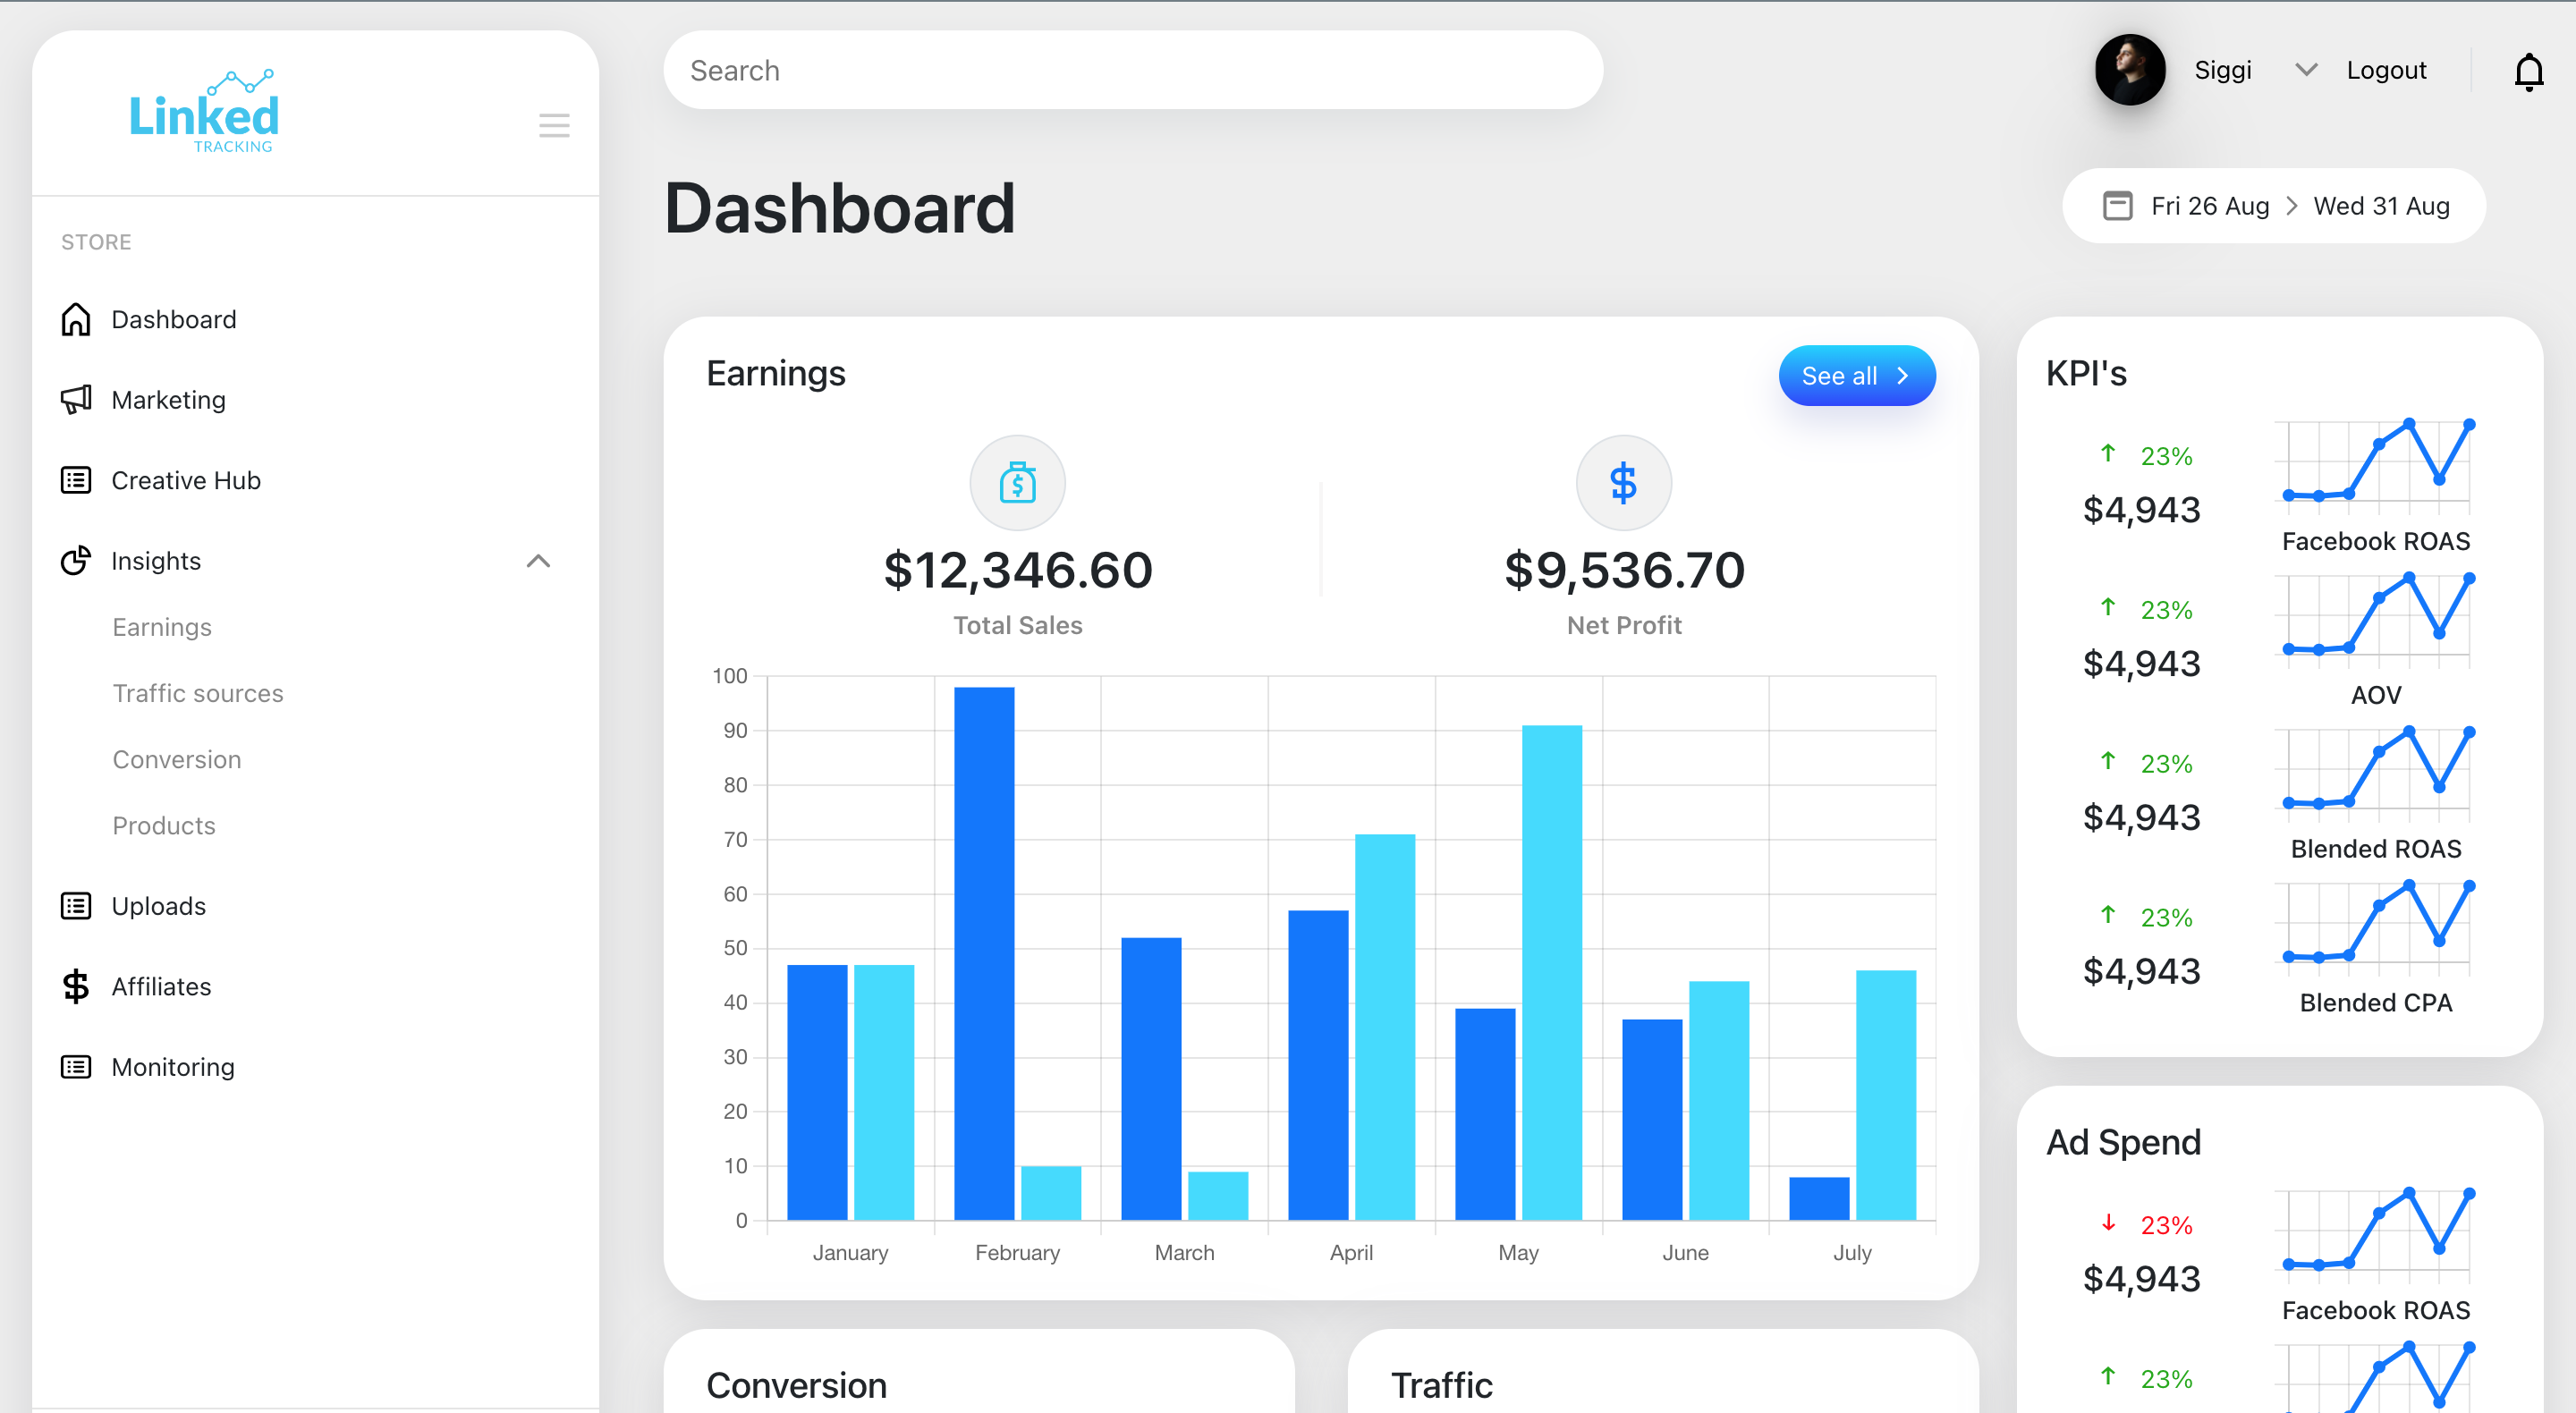 Linked
TRACKING
STORE
Dashboard
Marketing
Creative Hub
Insights
Earnings
Traffic sources
Conversion
Products
Uploads
Affiliates
Monitoring
Search
Siggi
Logout
Dashboard
Fri 26 Aug > Wed 31 Aug
Earnings
See all >
$12,346.60
Total Sales
$9,536.70
Net Profit
100
90
80
70
60
50
40
30
20
10
0
January February March April May June July
KPI's
↑ 23%
$4,943
Facebook ROAS
↑ 23%
$4,943
AOV
↑ 23%
$4,943
Blended ROAS
↑ 23%
$4,943
Blended CPA
Ad Spend
↓ 23%
$4,943
Facebook ROAS
↑ 23%
Conversion
Traffic